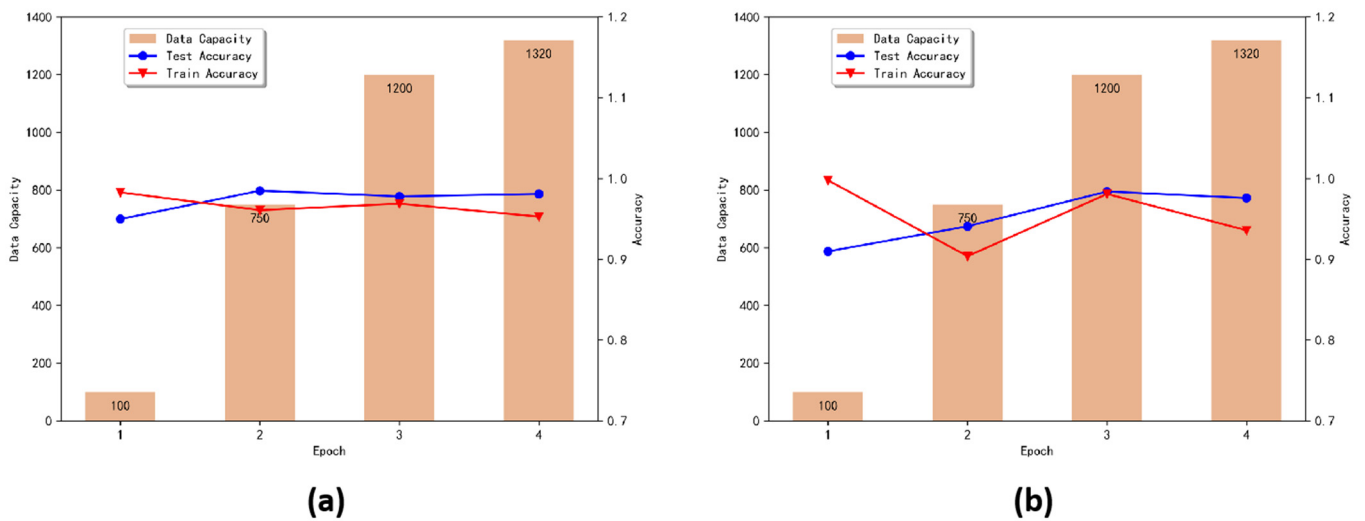 1400
1200
1000
800
600
400
200
0
Data Capacity
1.2
1.1
1.0
0.9
0.8
0.7
Accuracy
Data Capacity
Test Accuracy
Train Accuracy
100
750
1200
1320
1 2 3 4
Epoch
(a)
1400
1200
1000
800
600
400
200
0
Data Capacity
1.2
1.1
1.0
0.9
0.8
0.7
Accuracy
Data Capacity
Test Accuracy
Train Accuracy
100
750
1200
1320
1 2 3 4
Epoch
(b)